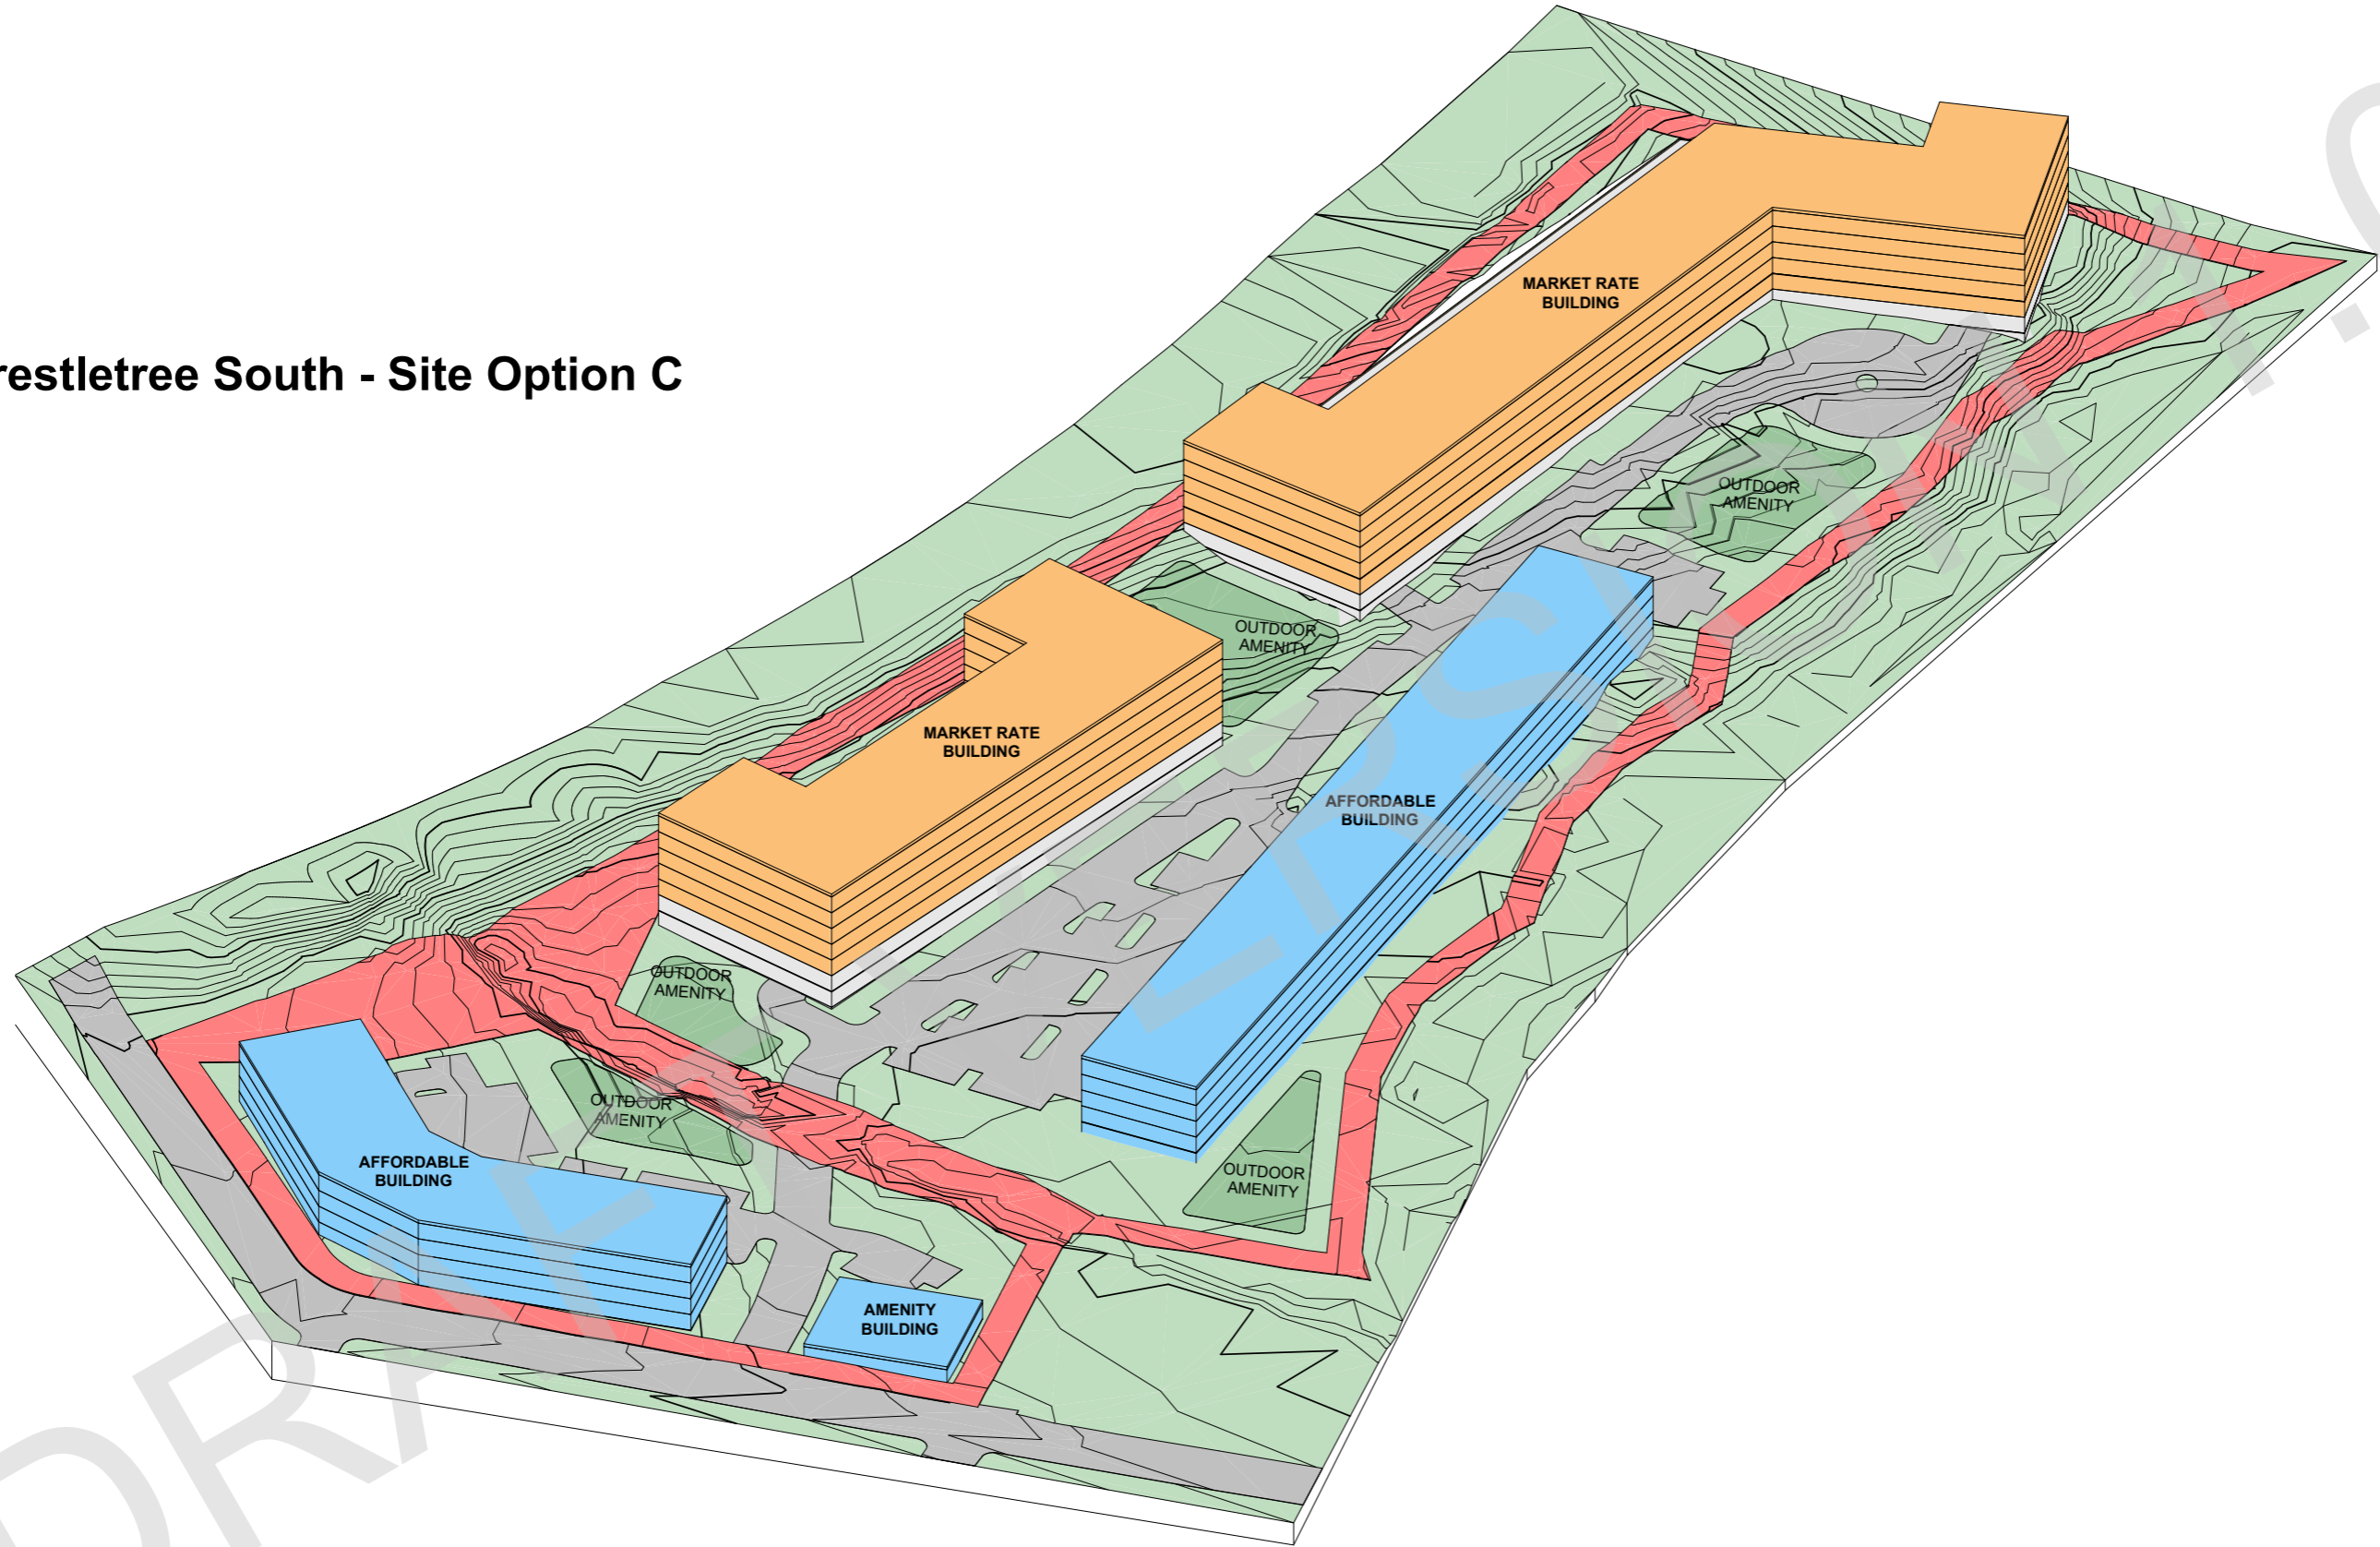 restletree South - Site Option C
MARKET RATE
BUILDING
OUTDOOR
AMENITY
OUTDOOR
AMENITY
MARKET RATE
BUILDING
AFFORDABLE
BUILDING
OUTDOOR
AMENITY
OUTDOOR
AMENITY
AFFORDABLE
BUILDING
OUTDOOR
AMENITY
AMENITY
BUILDING